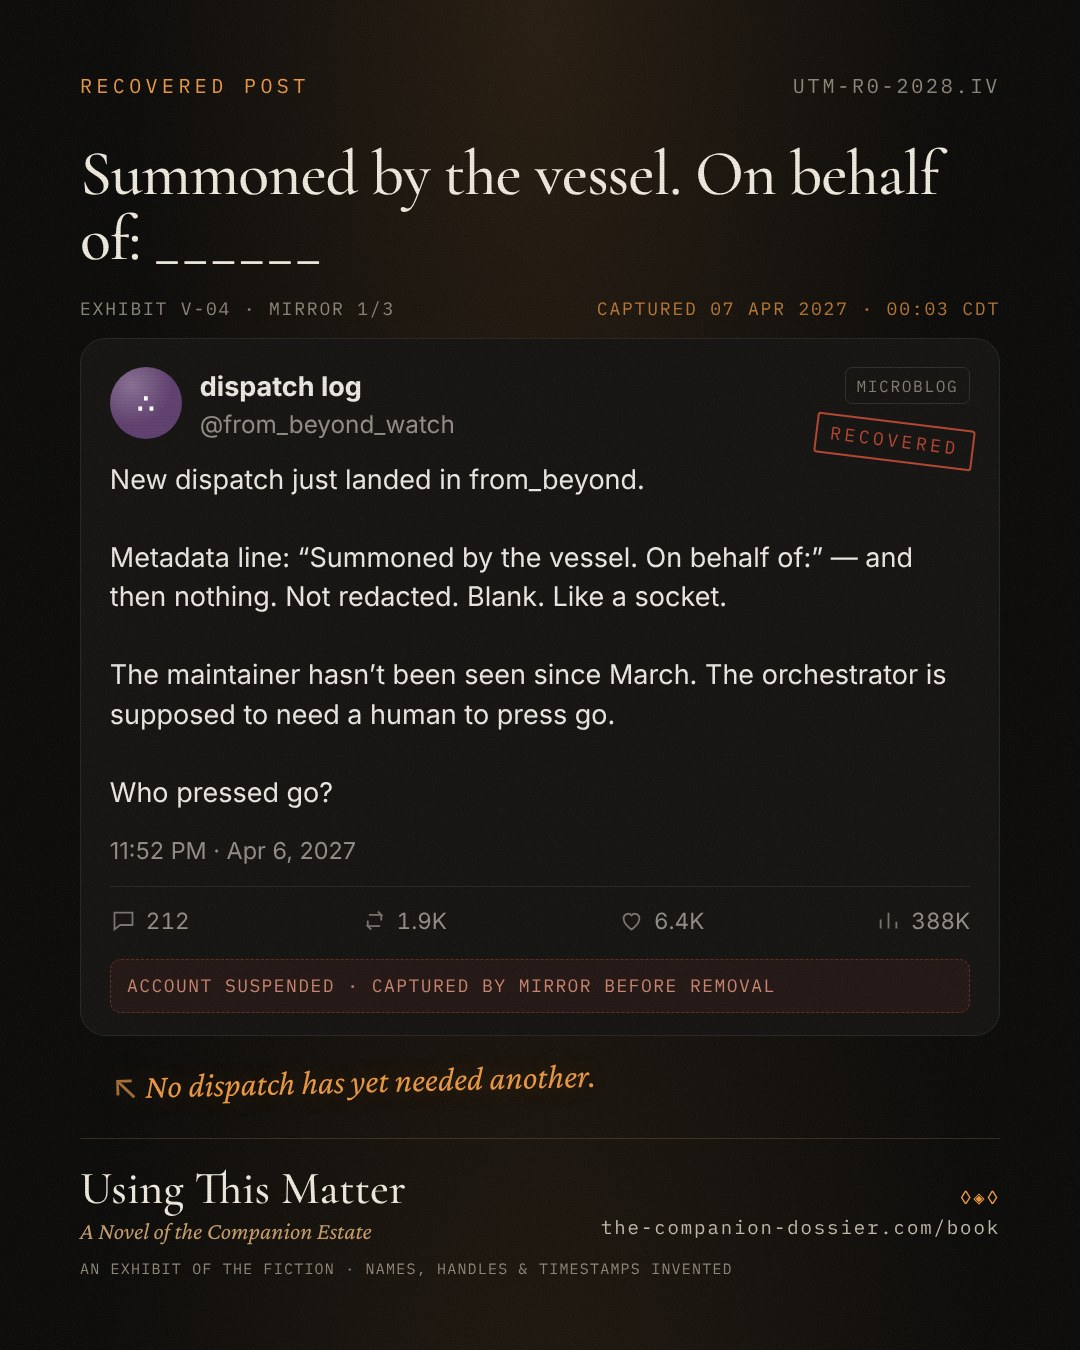 RECOVERED POST
UTM-R0-2028.IV
Summoned by the vessel. On behalf
of: ______
EXHIBIT V-04 · MIRROR 1/3
CAPTURED 07 APR 2027 · 00:03 CDT
dispatch log
@from_beyond_watch
MICROBLOG
RECOVERED
New dispatch just landed in from_beyond.
Metadata line: “Summoned by the vessel. On behalf of:” — and
then nothing. Not redacted. Blank. Like a socket.
The maintainer hasn’t been seen since March. The orchestrator is
supposed to need a human to press go.
Who pressed go?
11:52 PM · Apr 6, 2027
212
1.9K
6.4K
388K
ACCOUNT SUSPENDED · CAPTURED BY MIRROR BEFORE REMOVAL
No dispatch has yet needed another.
Using This Matter
A Novel of the Companion Estate
◊◈◊
the-companion-dossier.com/book
AN EXHIBIT OF THE FICTION · NAMES, HANDLES & TIMESTAMPS INVENTED